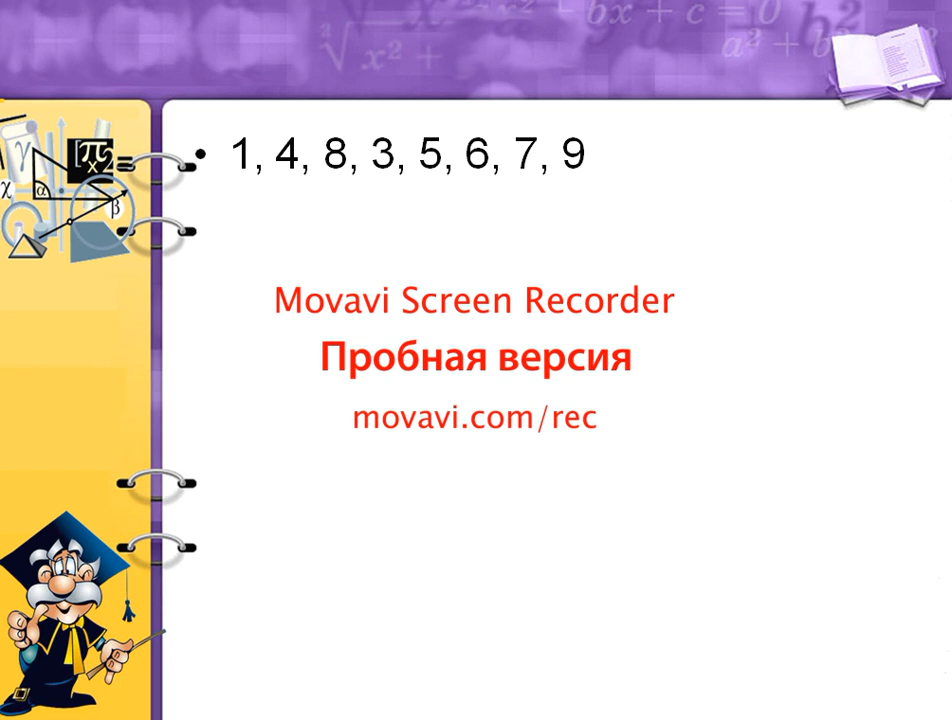 • 1, 4, 8, 3, 5, 6, 7, 9
Movavi Screen Recorder
Пробная версия
movavi.com/rec